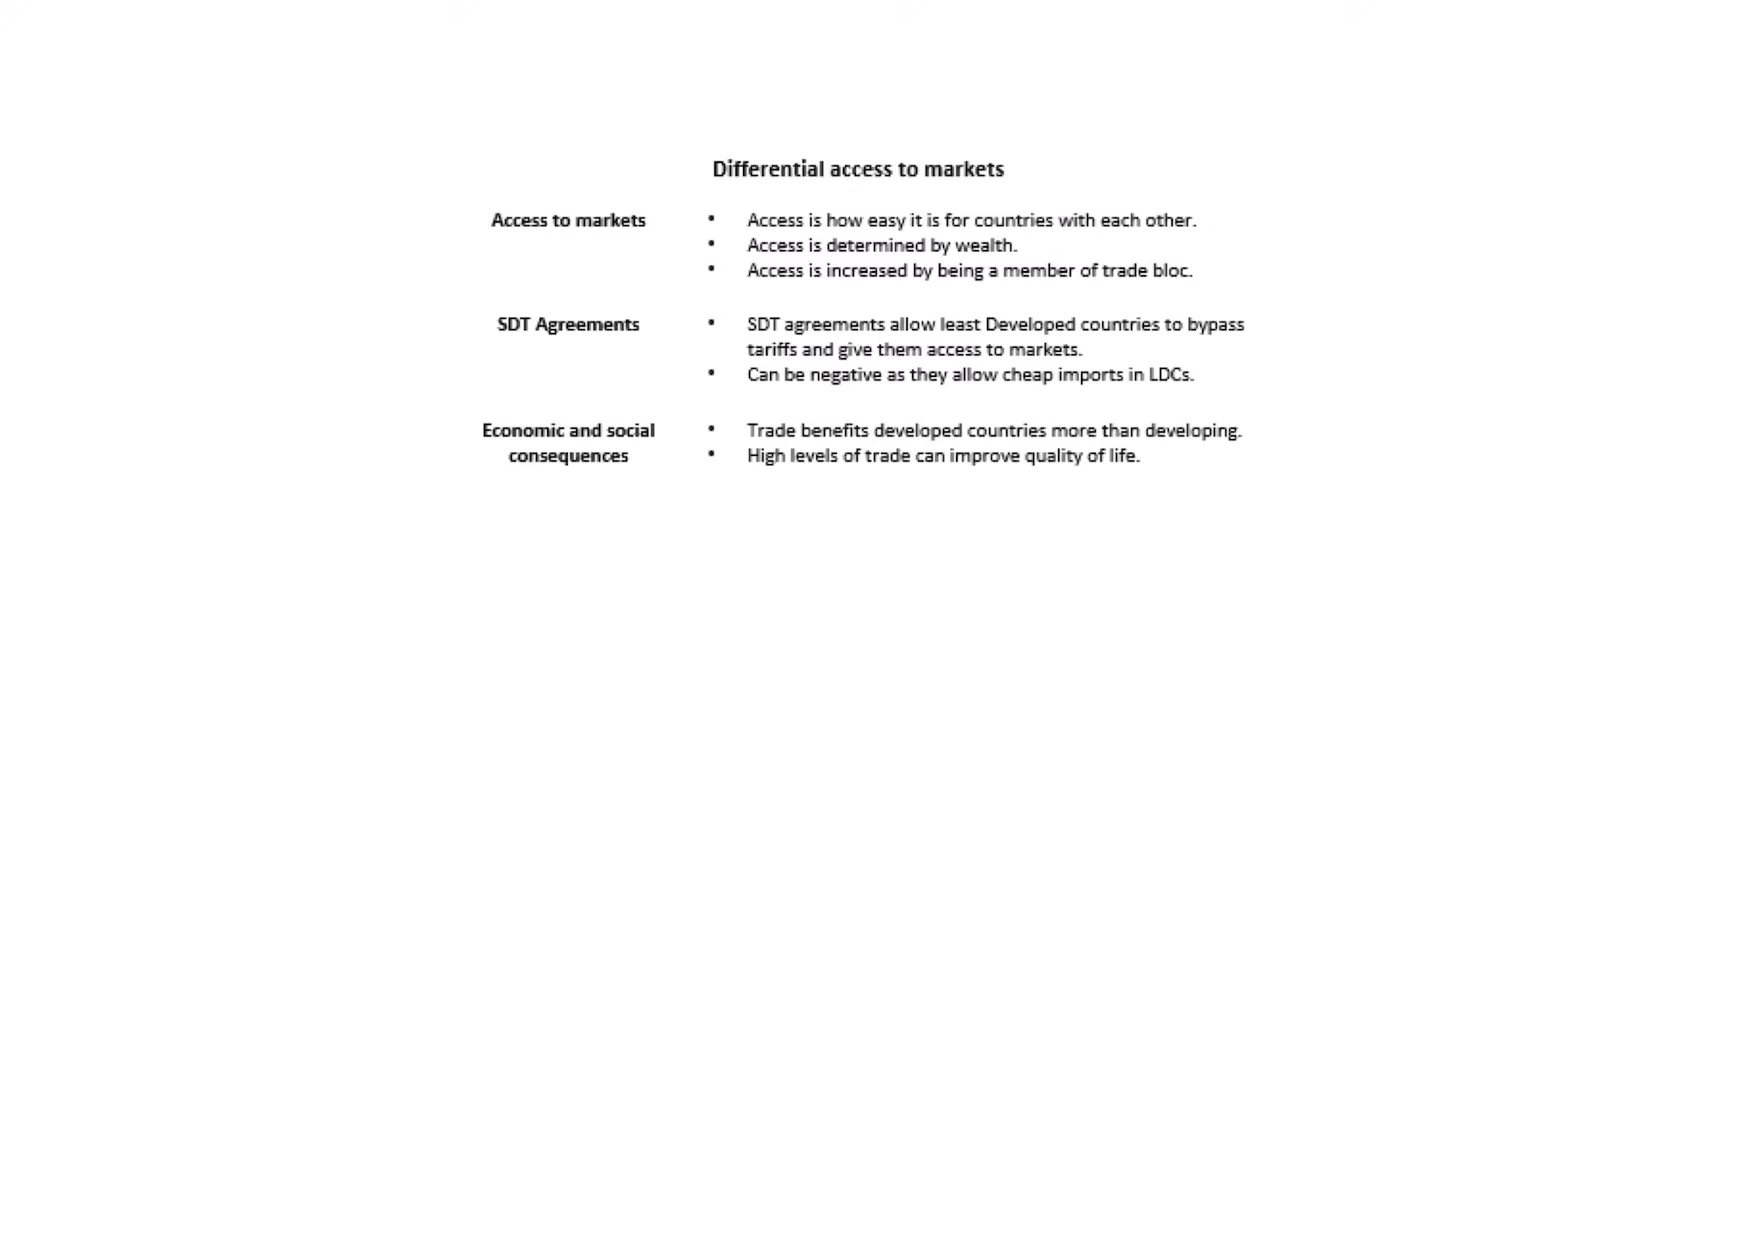 Differential access to markets
Access to markets
• Access is how easy it is for countries with each other.
• Access is determined by wealth.
• Access is increased by being a member of trade bloc.
SDT Agreements
• SDT agreements allow least Developed countries to bypass
tariffs and give them access to markets.
• Can be negative as they allow cheap imports in LDCs.
Economic and social
consequences
• Trade benefits developed countries more than developing.
• High levels of trade can improve quality of life.